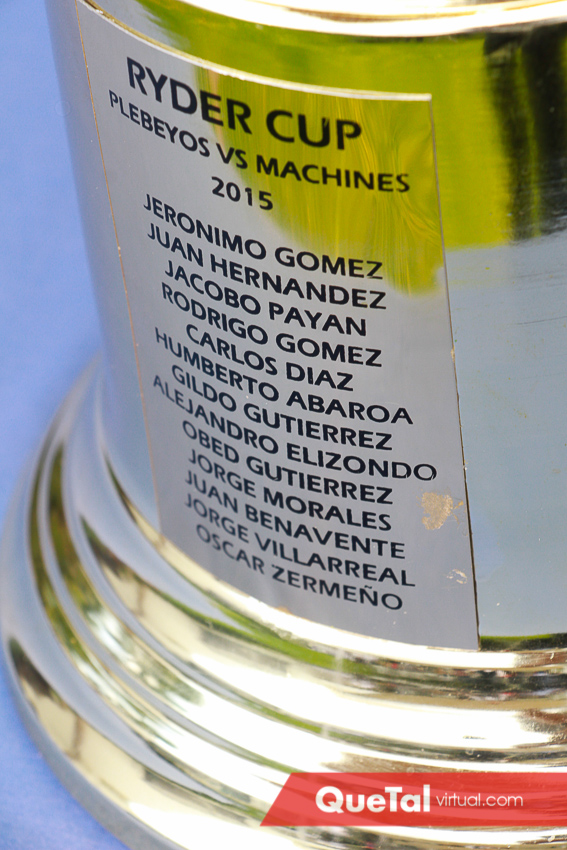 RYDER CUP
PLEBEYOS VS MACHINES
2015
JERONIMO GOMEZ
JUAN HERNANDEZ
JACOBO PAYAN
RODRIGO GOMEZ
CARLOS DIAZ
HUMBERTO ABAROA
GILDO GUTIERREZ
ALEJANDRO ELIZONDO
OBED GUTIERREZ
JORGE MORALES
JUAN BENAVENTE
JORGE VILLARREAL
OSCAR ZERMEÑO
QueTal virtual.com